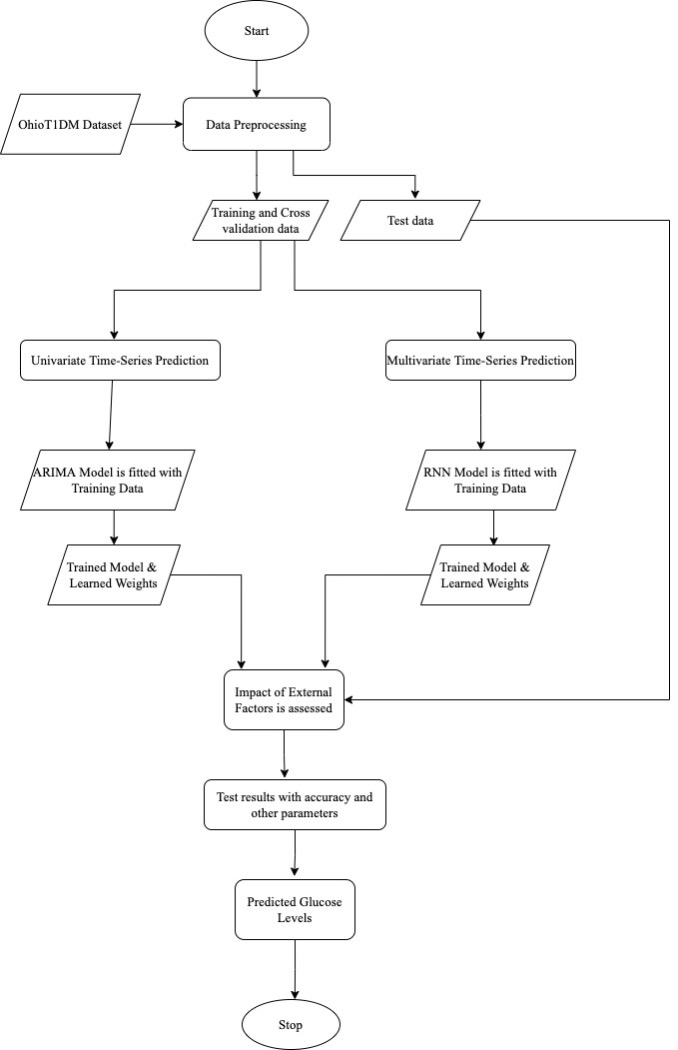 Start
OhioT1DM Dataset
Data Preprocessing
Training and Cross
validation data
Test data
Univariate Time-Series Prediction
Multivariate Time-Series Prediction
ARIMA Model is fitted with
Training Data
RNN Model is fitted with
Training Data
Trained Model &
Learned Weights
Trained Model &
Learned Weights
Impact of External
Factors is assessed
Test results with accuracy and
other parameters
Predicted Glucose
Levels
Stop